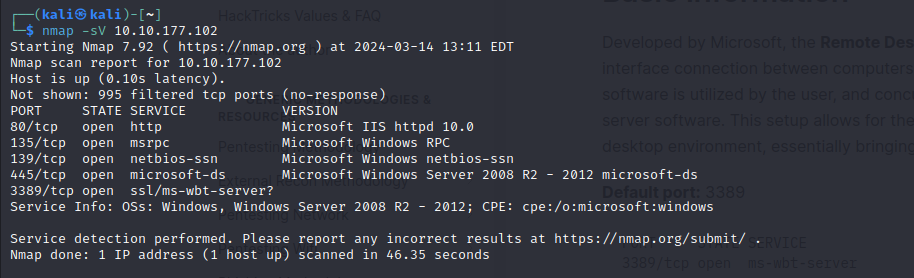 ┌──(kali㉿kali)-[~]
└─$ nmap -sV 10.10.177.102
Starting Nmap 7.92 ( https://nmap.org ) at 2024-03-14 13:11 EDT
Nmap scan report for 10.10.177.102
Host is up (0.10s latency).
Not shown: 995 filtered tcp ports (no-response)
PORT     STATE SERVICE            VERSION
80/tcp   open  http               Microsoft IIS httpd 10.0
135/tcp  open  msrpc              Microsoft Windows RPC
139/tcp  open  netbios-ssn        Microsoft Windows netbios-ssn
445/tcp  open  microsoft-ds       Microsoft Windows Server 2008 R2 - 2012 microsoft-ds
3389/tcp open  ssl/ms-wbt-server?
Service Info: OSs: Windows, Windows Server 2008 R2 - 2012; CPE: cpe:/o:microsoft:windows
Service detection performed. Please report any incorrect results at https://nmap.org/submit/ .
Nmap done: 1 IP address (1 host up) scanned in 46.35 seconds
HackTricks Values & FAQ
Developed by Microsoft, the Remote Des
interface connection between computers
software is utilized by the user, and conc
server software. This setup allows for the
desktop environment, essentially bringing
Default port: 3389
STATE SERVICE
3389/tcp open  ms-wbt-server